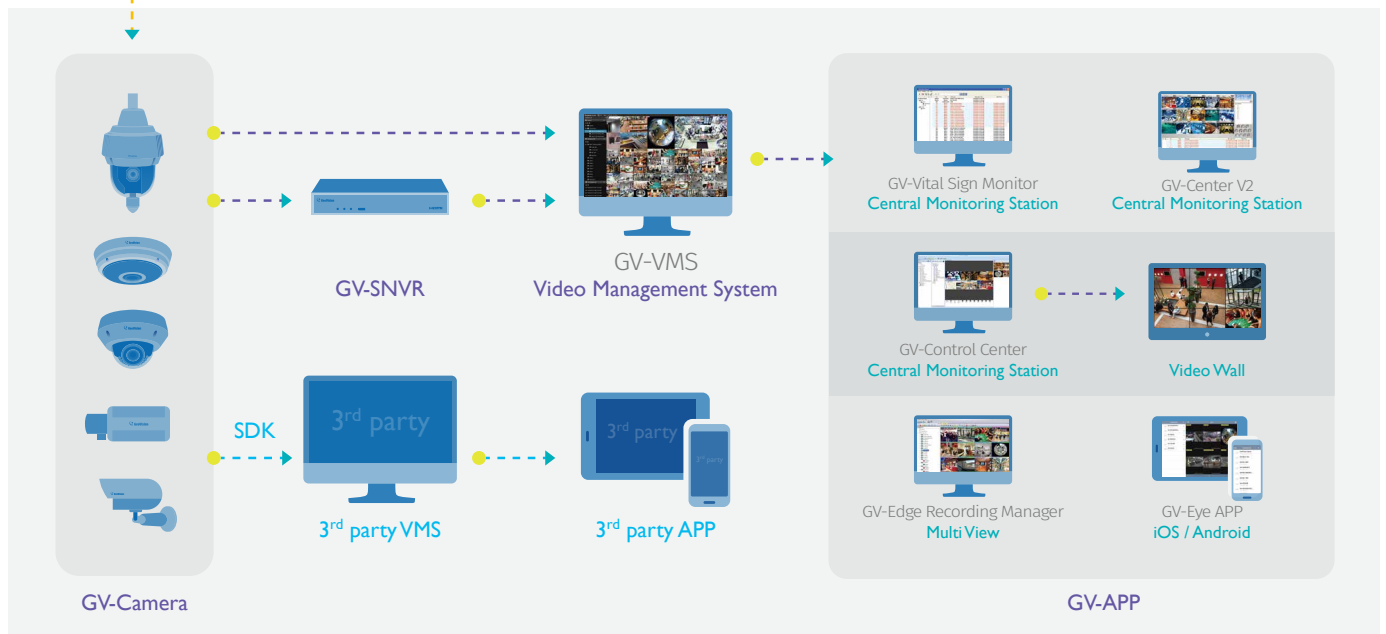 GV-Vital Sign Monitor
Central Monitoring Station
GV-Center V2
Central Monitoring Station
GV-SNVR
GV-VMS
Video Management System
GV-Control Center
Central Monitoring Station
Video Wall
SDK
3rd party
3rd party
3rd party
3rd party VMS
3rd party APP
GV-Edge Recording Manager
Multi View
GV-Eye APP
iOS / Android
GV-Camera
GV-APP